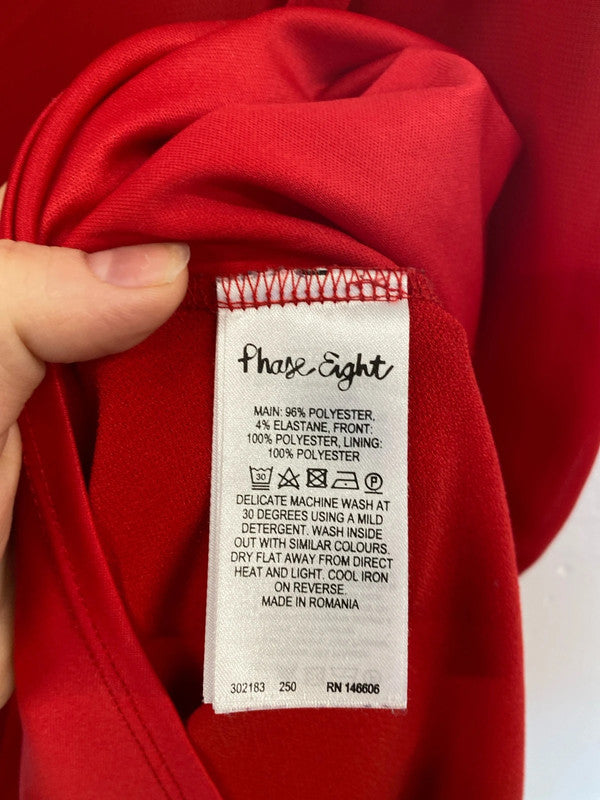 Phase Eight
MAIN: 96% POLYESTER,
4% ELASTANE, FRONT:
100% POLYESTER, LINING:
100% POLYESTER
30 P
DELICATE MACHINE WASH AT
30 DEGREES USING A MILD
DETERGENT. WASH INSIDE
OUT WITH SIMILAR COLOURS.
DRY FLAT AWAY FROM DIRECT
HEAT AND LIGHT. COOL IRON
ON REVERSE.
MADE IN ROMANIA
302183 250 RN 146606